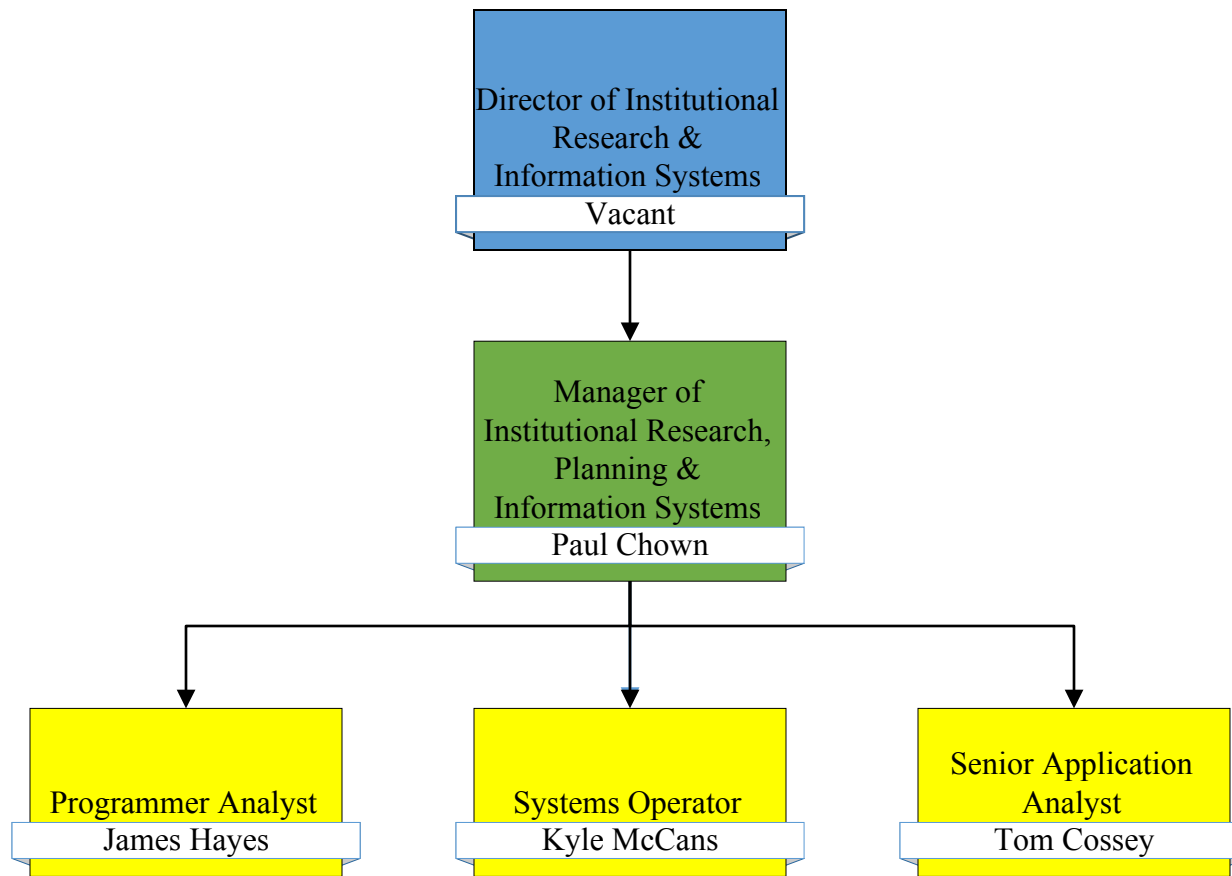 Director of Institutional
Research &
Information Systems
Vacant
Manager of
Institutional Research,
Planning &
Information Systems
Paul Chown
Programmer Analyst
James Hayes
Systems Operator
Kyle McCans
Senior Application
Analyst
Tom Cossey